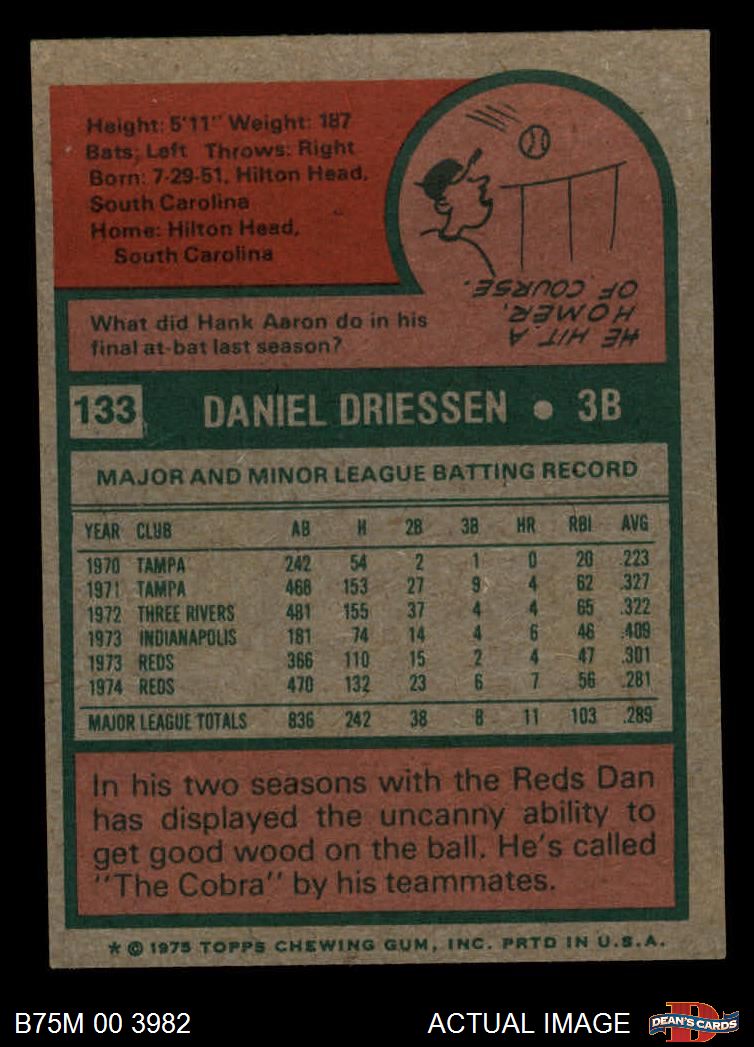 Height: 5'11" Weight: 187
Bats: Left Throws: Right
Born: 7-29-51, Hilton Head,
South Carolina
Home: Hilton Head,
South Carolina
What did Hank Aaron do in his
final at-bat last season?
HE HIT A
HOMER,
OF COURSE.
133 DANIEL DRIESSEN • 3B
MAJOR AND MINOR LEAGUE BATTING RECORD
YEAR CLUB AB H 2B 3B HR RBI AVG
1970 TAMPA 242 54 2 1 0 20 .223
1971 TAMPA 468 153 27 9 4 62 .327
1972 THREE RIVERS 481 155 37 4 4 65 .322
1973 INDIANAPOLIS 181 74 14 4 6 46 .409
1973 REDS 366 110 15 2 4 47 .301
1974 REDS 470 132 23 6 7 56 .281
MAJOR LEAGUE TOTALS 836 242 38 8 11 103 .289
In his two seasons with the Reds Dan
has displayed the uncanny ability to
get good wood on the ball. He's called
"The Cobra" by his teammates.
* © 1975 TOPPS CHEWING GUM, INC. PRTD IN U.S.A.
B75M 00 3982 ACTUAL IMAGE
D
DEAN'S CARDS